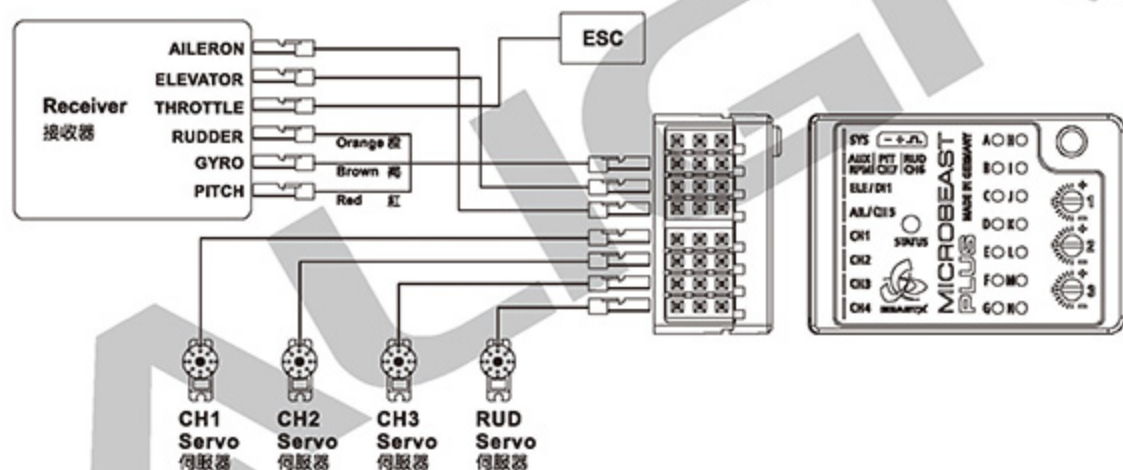 AILERON
ELEVATOR
THROTTLE
RUDDER
GYRO
PITCH
Receiver
接收器
ESC
Orange 橙
Brown 褐
Red 紅
SYS
AUX PIT RUD
RPM CH7 CH6
ELE/DI1
AIL/CH5
CH1
CH2
CH3
CH4
STATUS
BEASTX
MICROBEAST
PLUS
MADE IN GERMANY
A H
B I
C J
D K
E L
F M
G N
1
2
3
CH1
Servo
伺服器
CH2
Servo
伺服器
CH3
Servo
伺服器
RUD
Servo
伺服器